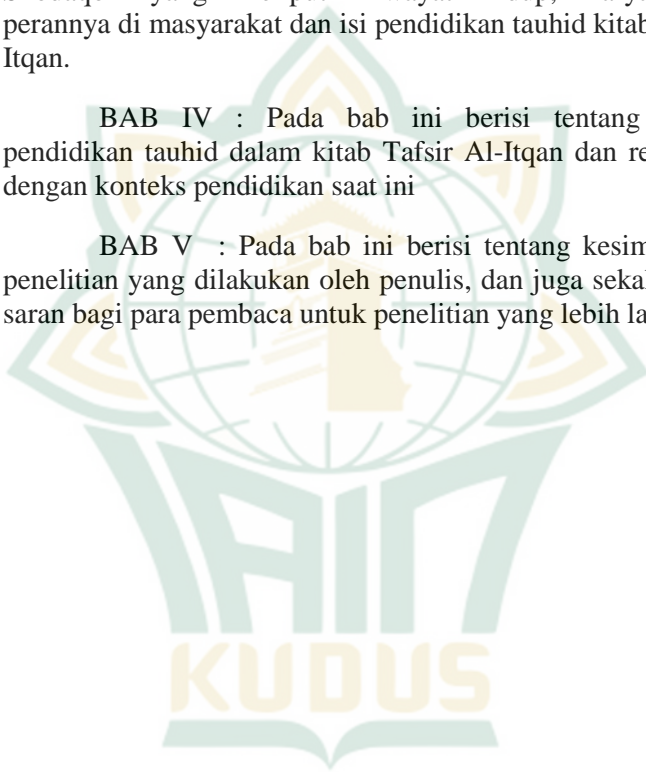 perannya di masyarakat dan isi pendidikan tauhid kitab
Itqan.
BAB IV : Pada bab ini berisi tentang
pendidikan tauhid dalam kitab Tafsir Al-Itqan dan re
dengan konteks pendidikan saat ini
BAB V : Pada bab ini berisi tentang kesim
penelitian yang dilakukan oleh penulis, dan juga seka
saran bagi para pembaca untuk penelitian yang lebih la
IAIN
KUDUS